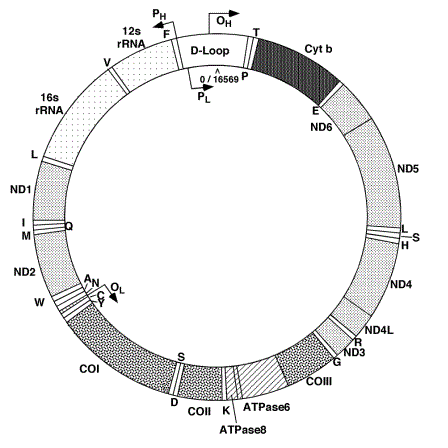 P_H
O_H
12s
rRNA
F
D-Loop
T
Cyt b
0 / 16569
P
P_L
V
E
ND6
16s
rRNA
L
ND1
ND5
I
M
Q
L
S
H
ND2
A
N
O_L
C
Y
W
ND4
ND4L
R
ND3
G
COI
S
D
COII
K
ATPase6
COIII
ATPase8